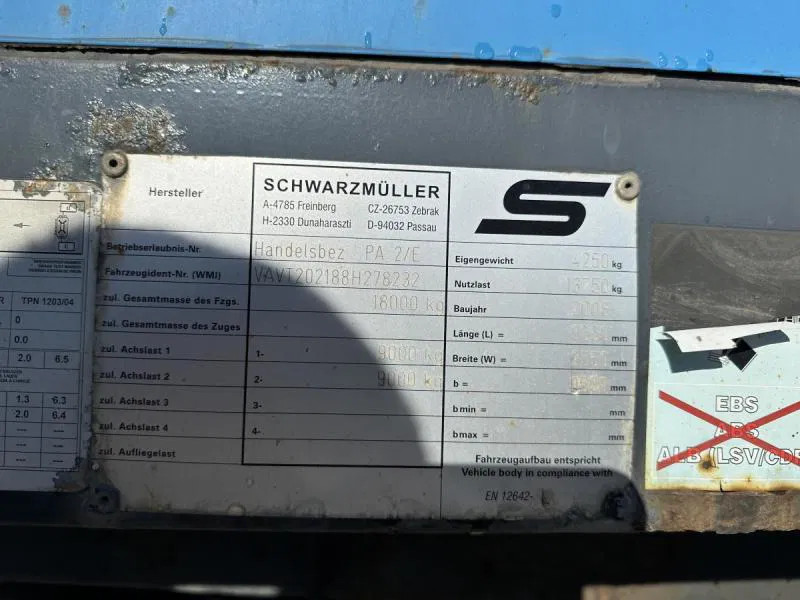 Hersteller
SCHWARZMÜLLER
A-4785 Freinberg CZ-26753 Zebrak
H-2330 Dunaharaszti D-94032 Passau
S
Betriebserlaubnis-Nr. Handelsbez PA 2/E
Fahrzeugident-Nr. (WMI) VAVT202188H278232
zul. Gesamtmasse des Fzgs. 18000 kg
zul. Gesamtmasse des Zuges
zul. Achslast 1 1- 9000 kg
zul. Achslast 2 2- 9000 kg
zul. Achslast 3 3-
zul. Achslast 4 4-
zul. Aufliegelast
Eigengewicht 4250 kg
Nutzlast 13750 kg
Baujahr
Länge (L) = mm
Breite (W) = mm
b = mm
b min = mm
b max = mm
Fahrzeugaufbau entspricht
Vehicle body in compliance with
EN 12642-
R TPN 1203/04
0
0.0
2.0 6.5
1.3 6.3
2.0 6.4
--- ---
--- ---
EBS
ABS
ALB (LSV/CDF